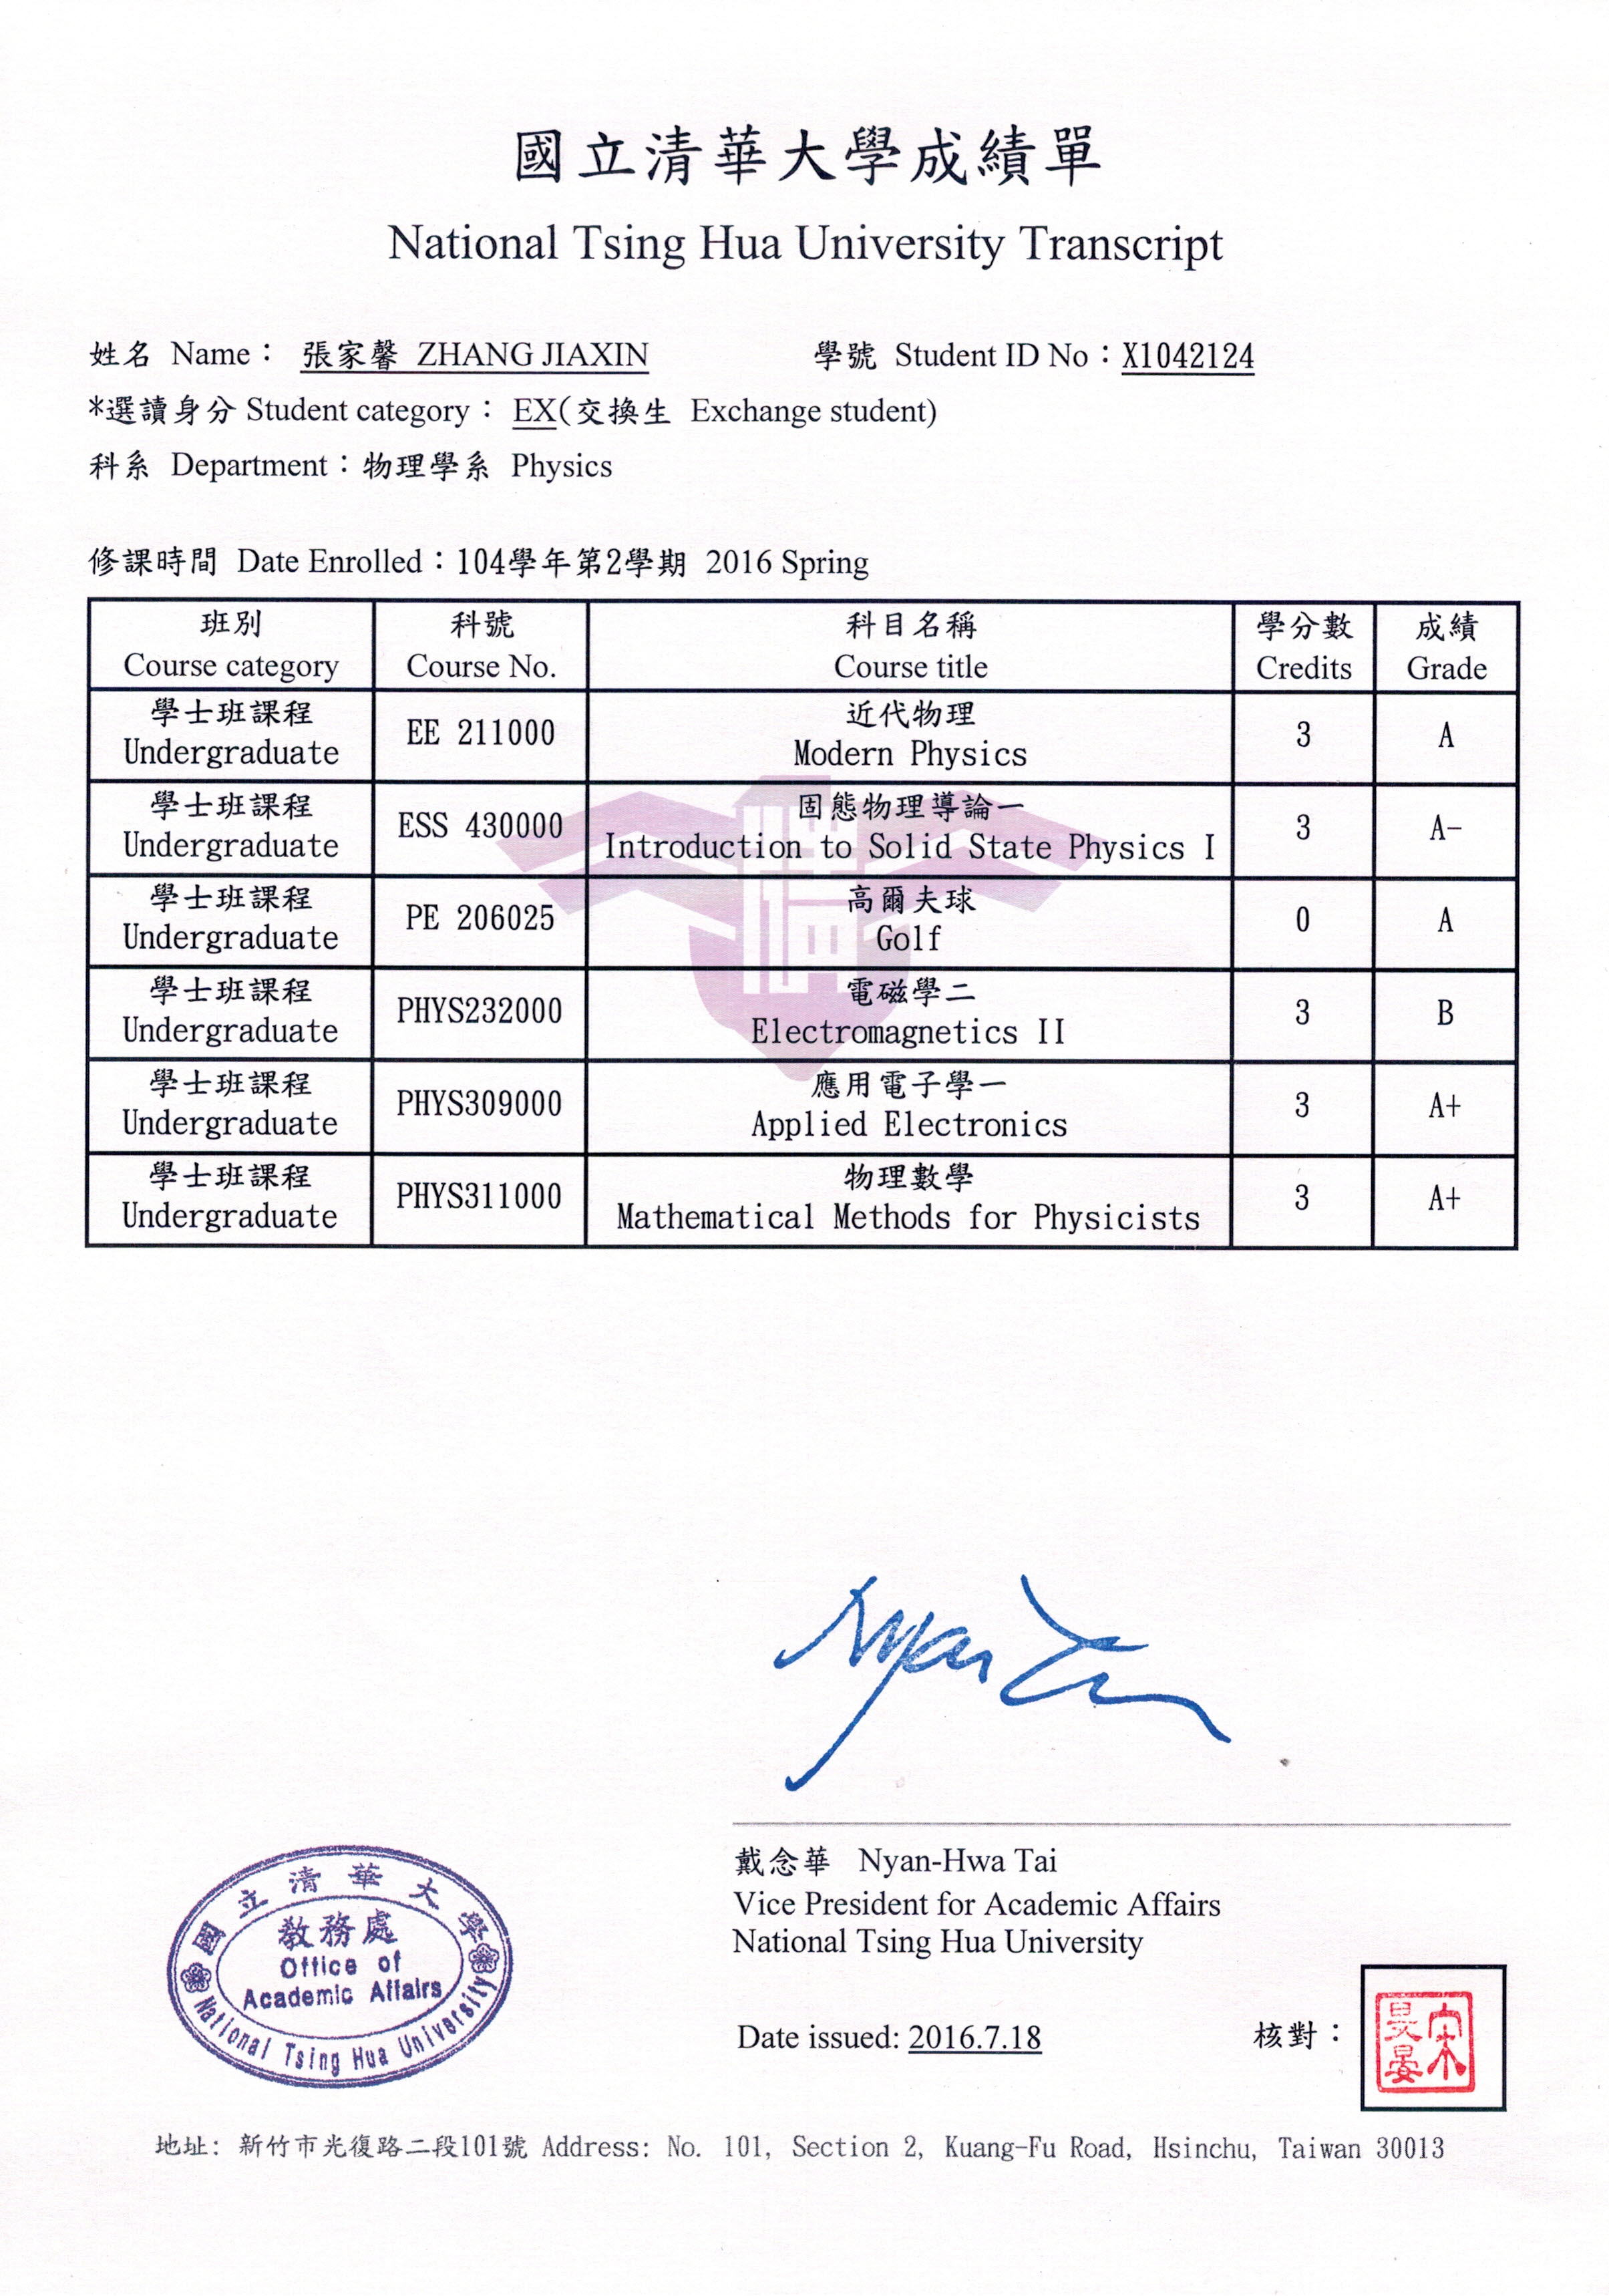 國立清華大學成績單
National Tsing Hua University Transcript
姓名 Name： 張家馨 ZHANG JIAXIN 學號 Student ID No：X1042124
*選讀身分 Student category： EX(交換生 Exchange student)
科系 Department：物理學系 Physics
修課時間 Date Enrolled：104學年第2學期 2016 Spring
班別 科號 科目名稱 學分數 成績
Course category Course No. Course title Credits Grade
學士班課程 近代物理
Undergraduate EE 211000 Modern Physics 3 A
學士班課程 固態物理導論一
Undergraduate ESS 430000 Introduction to Solid State Physics I 3 A-
學士班課程 高爾夫球
Undergraduate PE 206025 Golf 0 A
學士班課程 電磁學二
Undergraduate PHYS232000 Electromagnetics II 3 B
學士班課程 應用電子學一
Undergraduate PHYS309000 Applied Electronics 3 A+
學士班課程 物理數學
Undergraduate PHYS311000 Mathematical Methods for Physicists 3 A+
戴念華 Nyan-Hwa Tai
Vice President for Academic Affairs
National Tsing Hua University
國立清華大學
教務處
Office of
Academic Affairs
National Tsing Hua University
Date issued: 2016.7.18 核對：
地址: 新竹市光復路二段101號 Address: No. 101, Section 2, Kuang-Fu Road, Hsinchu, Taiwan 30013